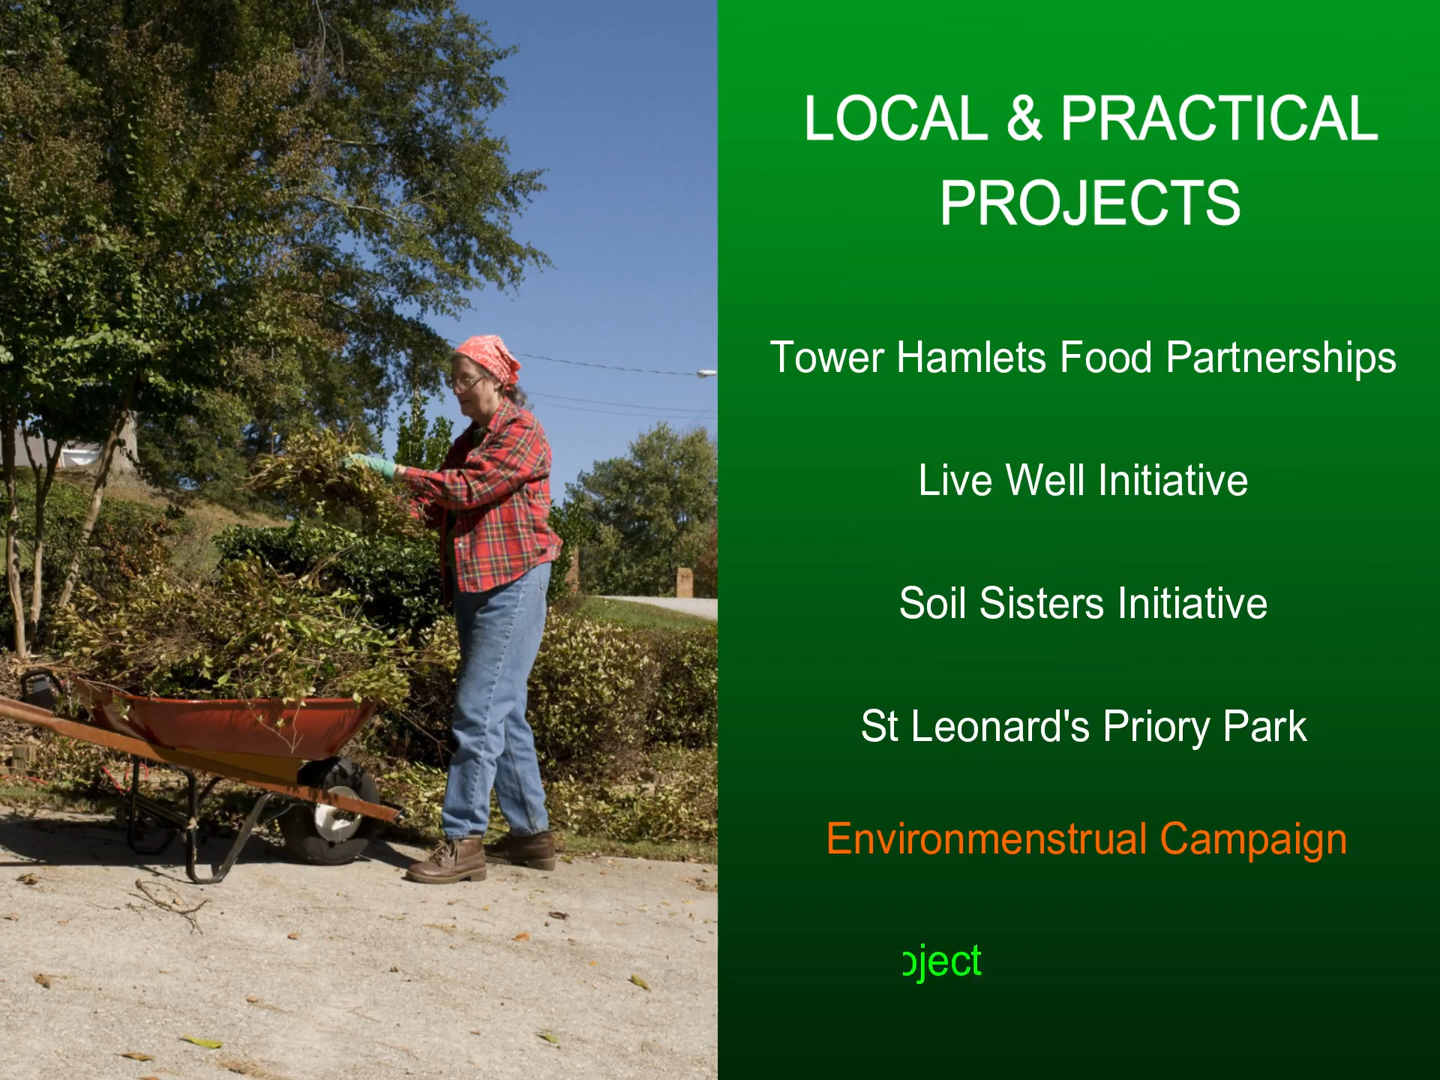 LOCAL & PRACTICAL
PROJECTS
Tower Hamlets Food Partnerships
Live Well Initiative
Soil Sisters Initiative
St Leonard's Priory Park
Environmenstrual Campaign